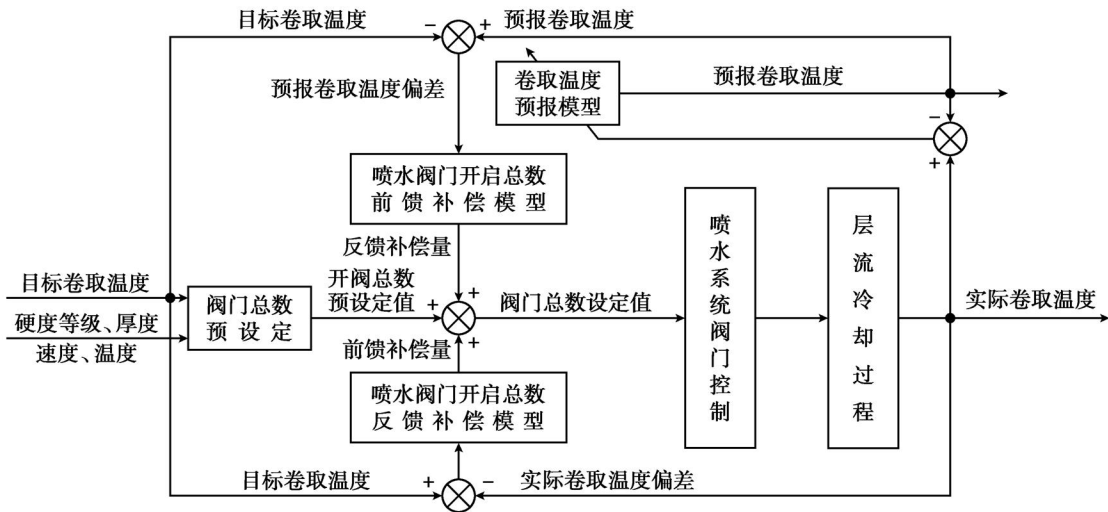 目标卷取温度
−
+
预报卷取温度
预报卷取温度偏差
卷取温度
预报模型
预报卷取温度
−
+
喷水阀门开启总数
前馈补偿模型
反馈补偿量
目标卷取温度
硬度等级、厚度
速度、温度
阀门总数
预设定
开阀总数
预设定值
+
+
+
阀门总数设定值
喷水系统阀门控制
层流冷却过程
实际卷取温度
前馈补偿量
喷水阀门开启总数
反馈补偿模型
目标卷取温度
+
−
实际卷取温度偏差